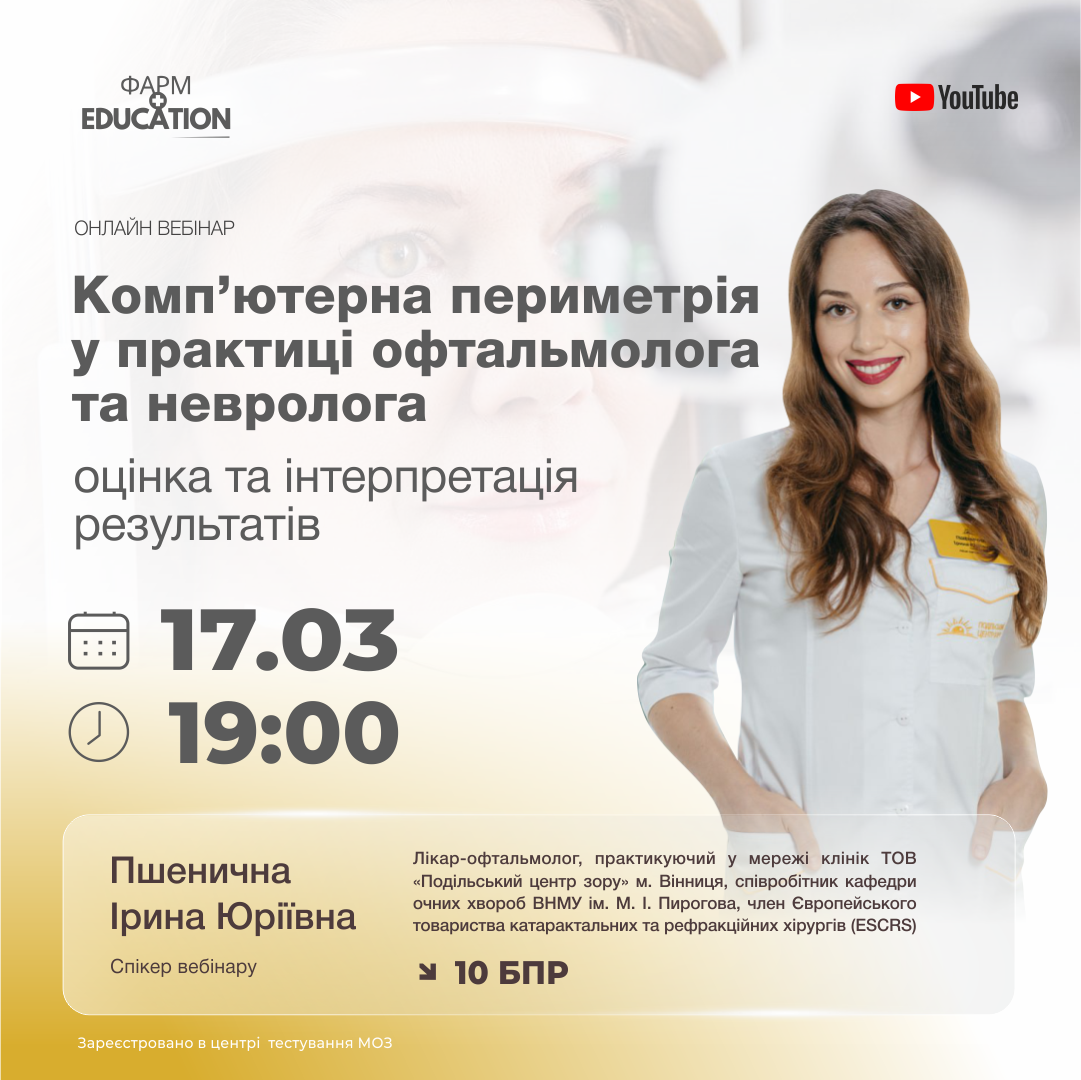 ФАРМ
EDUCATION
YouTube
ОНЛАЙН ВЕБІНАР
Комп’ютерна периметрія
у практиці офтальмолога
та невролога
оцінка та інтерпретація
результатів
17.03
19:00
Пшенична
Ірина Юріївна
Спікер вебінару
Лікар-офтальмолог, практикуючий у мережі клінік ТОВ
«Подільський центр зору» м. Вінниця, співробітник кафедри
очних хвороб ВНМУ ім. М. І. Пирогова, член Європейського
товариства катарактальних та рефракційних хірургів (ESCRS)
10 БПР
Зареєстровано в центрі тестування МОЗ